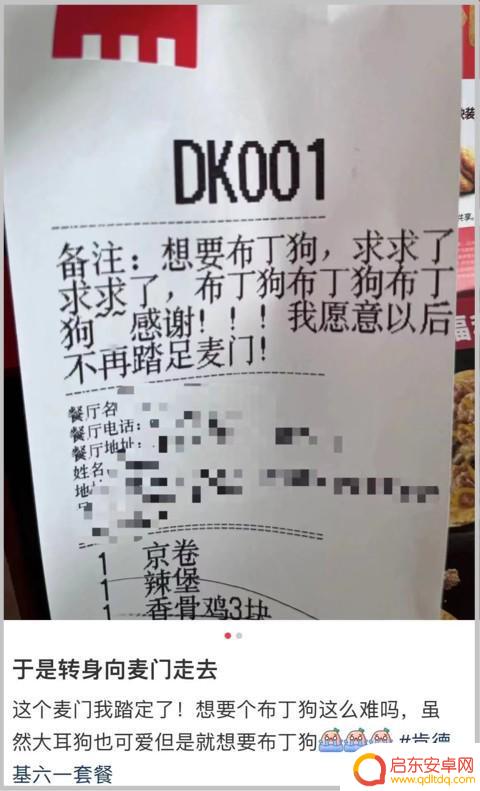 DK001
备注：想要布丁狗，求求了
求求了，布丁狗布丁狗布丁
狗~~感谢！！！我愿意以后
不再踏足麦门！
餐厅名
餐厅电话：
餐厅地址：
姓名
地
1 京卷
1 辣堡
1 香骨鸡3块
装
共享。
福
于是转身向麦门走去
这个麦门我踏定了！想要个布丁狗这么难吗，虽
然大耳狗也可爱但是就想要布丁狗 #肯德
基六一套餐
启东安卓网
www.qdltdq.com